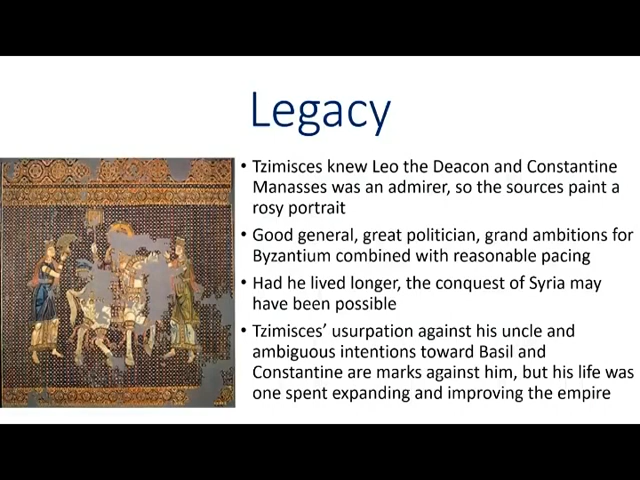 Legacy
• Tzimisces knew Leo the Deacon and Constantine
Manasses was an admirer, so the sources paint a
rosy portrait
• Good general, great politician, grand ambitions for
Byzantium combined with reasonable pacing
• Had he lived longer, the conquest of Syria may
have been possible
• Tzimisces’ usurpation against his uncle and
ambiguous intentions toward Basil and
Constantine are marks against him, but his life was
one spent expanding and improving the empire